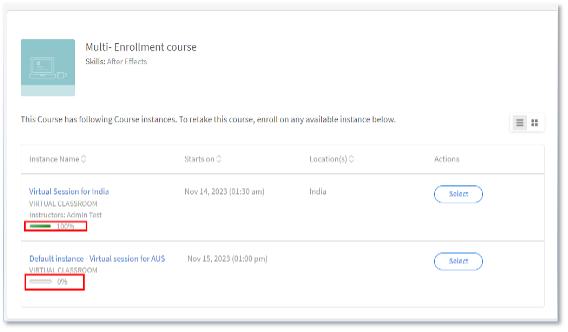 Multi- Enrollment course
Skills: After Effects
This Course has following Course instances. To retake this course, enroll on any available instance below.
Instance Name Starts on Location(s) Actions
Virtual Session for India Nov 14, 2023 (01:30 am) India Select
VIRTUAL CLASSROOM
Instructors: Admin Test
100%
Default instance - Virtual session for AUS Nov 15, 2023 (01:00 pm) Select
VIRTUAL CLASSROOM
0%